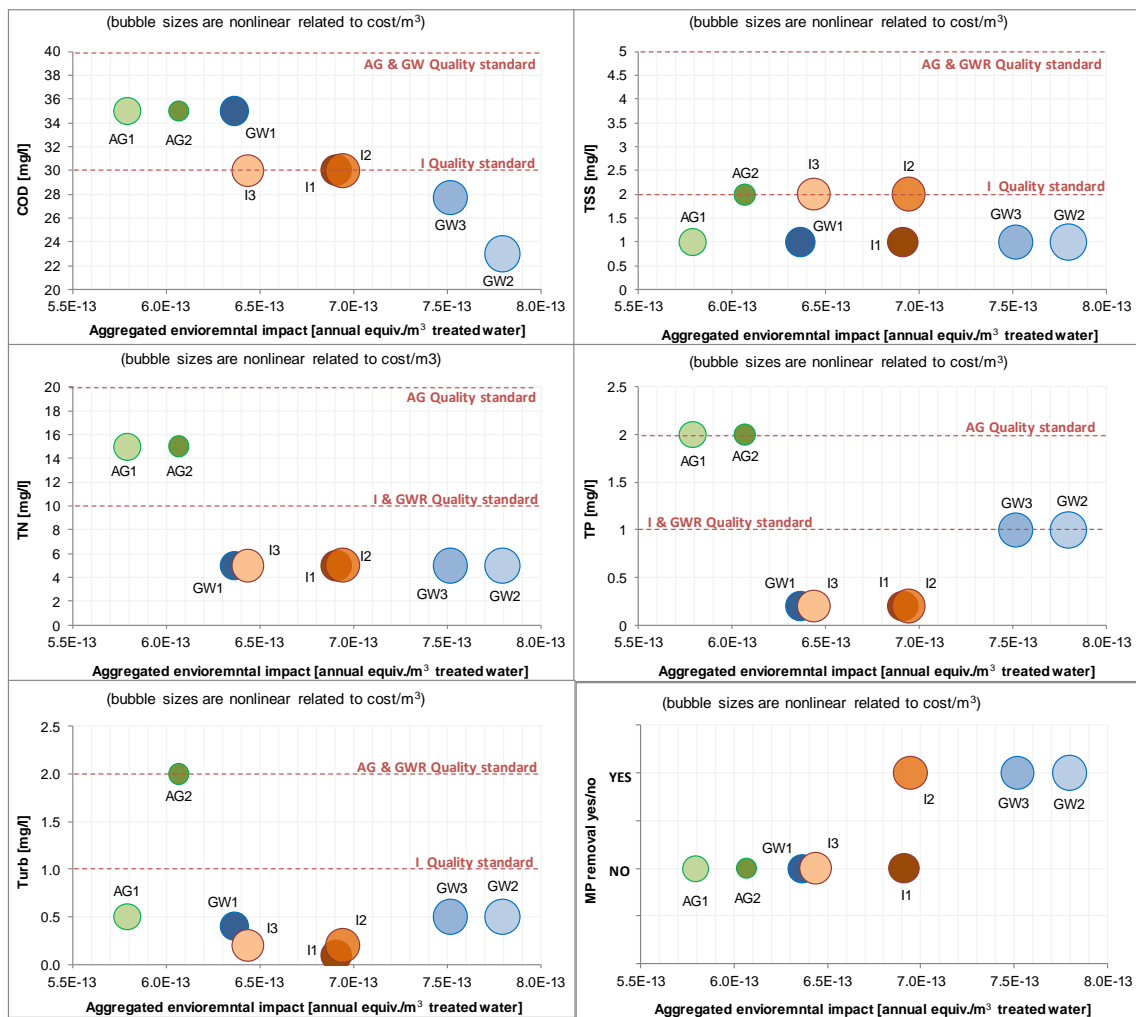 (bubble sizes are nonlinear related to cost/m³)
40
38
36
34
32
30
28
26
24
22
20
COD [mg/l]
AG & GW Quality standard
AG1
AG2
GW1
I Quality standard
I3
I1
I2
GW3
GW2
5.5E-13 6.0E-13 6.5E-13 7.0E-13 7.5E-13 8.0E-13
Aggregated envioremntal impact [annual equiv./m³ treated water]
(bubble sizes are nonlinear related to cost/m³)
5
4.5
4
3.5
3
2.5
2
1.5
1
0.5
0
TSS [mg/l]
AG & GWR Quality standard
AG2
I3
I2
I Quality standard
AG1
GW1
I1
GW3
GW2
5.5E-13 6.0E-13 6.5E-13 7.0E-13 7.5E-13 8.0E-13
Aggregated envioremntal impact [annual equiv./m³ treated water]
(bubble sizes are nonlinear related to cost/m3)
20
18
16
14
12
10
8
6
4
2
0
TN [mg/l]
AG Quality standard
AG1
AG2
I & GWR Quality standard
GW1
I3
I1
I2
GW3
GW2
5.5E-13 6.0E-13 6.5E-13 7.0E-13 7.5E-13 8.0E-13
Aggregated envioremntal impact [annual equiv./m³ treated water]
(bubble sizes are nonlinear related to cost/m³)
2.5
2
1.5
1
0.5
0
TP [mg/l]
AG Quality standard
AG1
AG2
I & GWR Quality standard
GW3
GW2
GW1
I3
I1
I2
5.5E-13 6.0E-13 6.5E-13 7.0E-13 7.5E-13 8.0E-13
Aggregated envioremntal impact [annual equiv./m³ treated water]
(bubble sizes are nonlinear related to cost/m³)
2.5
2.0
1.5
1.0
0.5
0.0
Turb [mg/l]
AG & GWR Quality standard
AG2
I Quality standard
AG1
GW1
I3
I1
I2
GW3
GW2
5.5E-13 6.0E-13 6.5E-13 7.0E-13 7.5E-13 8.0E-13
Aggregated envioremntal impact [annual equiv./m³ treated water]
(bubble sizes are nonlinear related to cost/m³)
YES
NO
MP removal yes/no
I2
GW3
GW2
AG1
AG2
GW1
I3
I1
5.5E-13 6.0E-13 6.5E-13 7.0E-13 7.5E-13 8.0E-13
Aggregated envioremntal impact [annual equiv./m³ treated water]